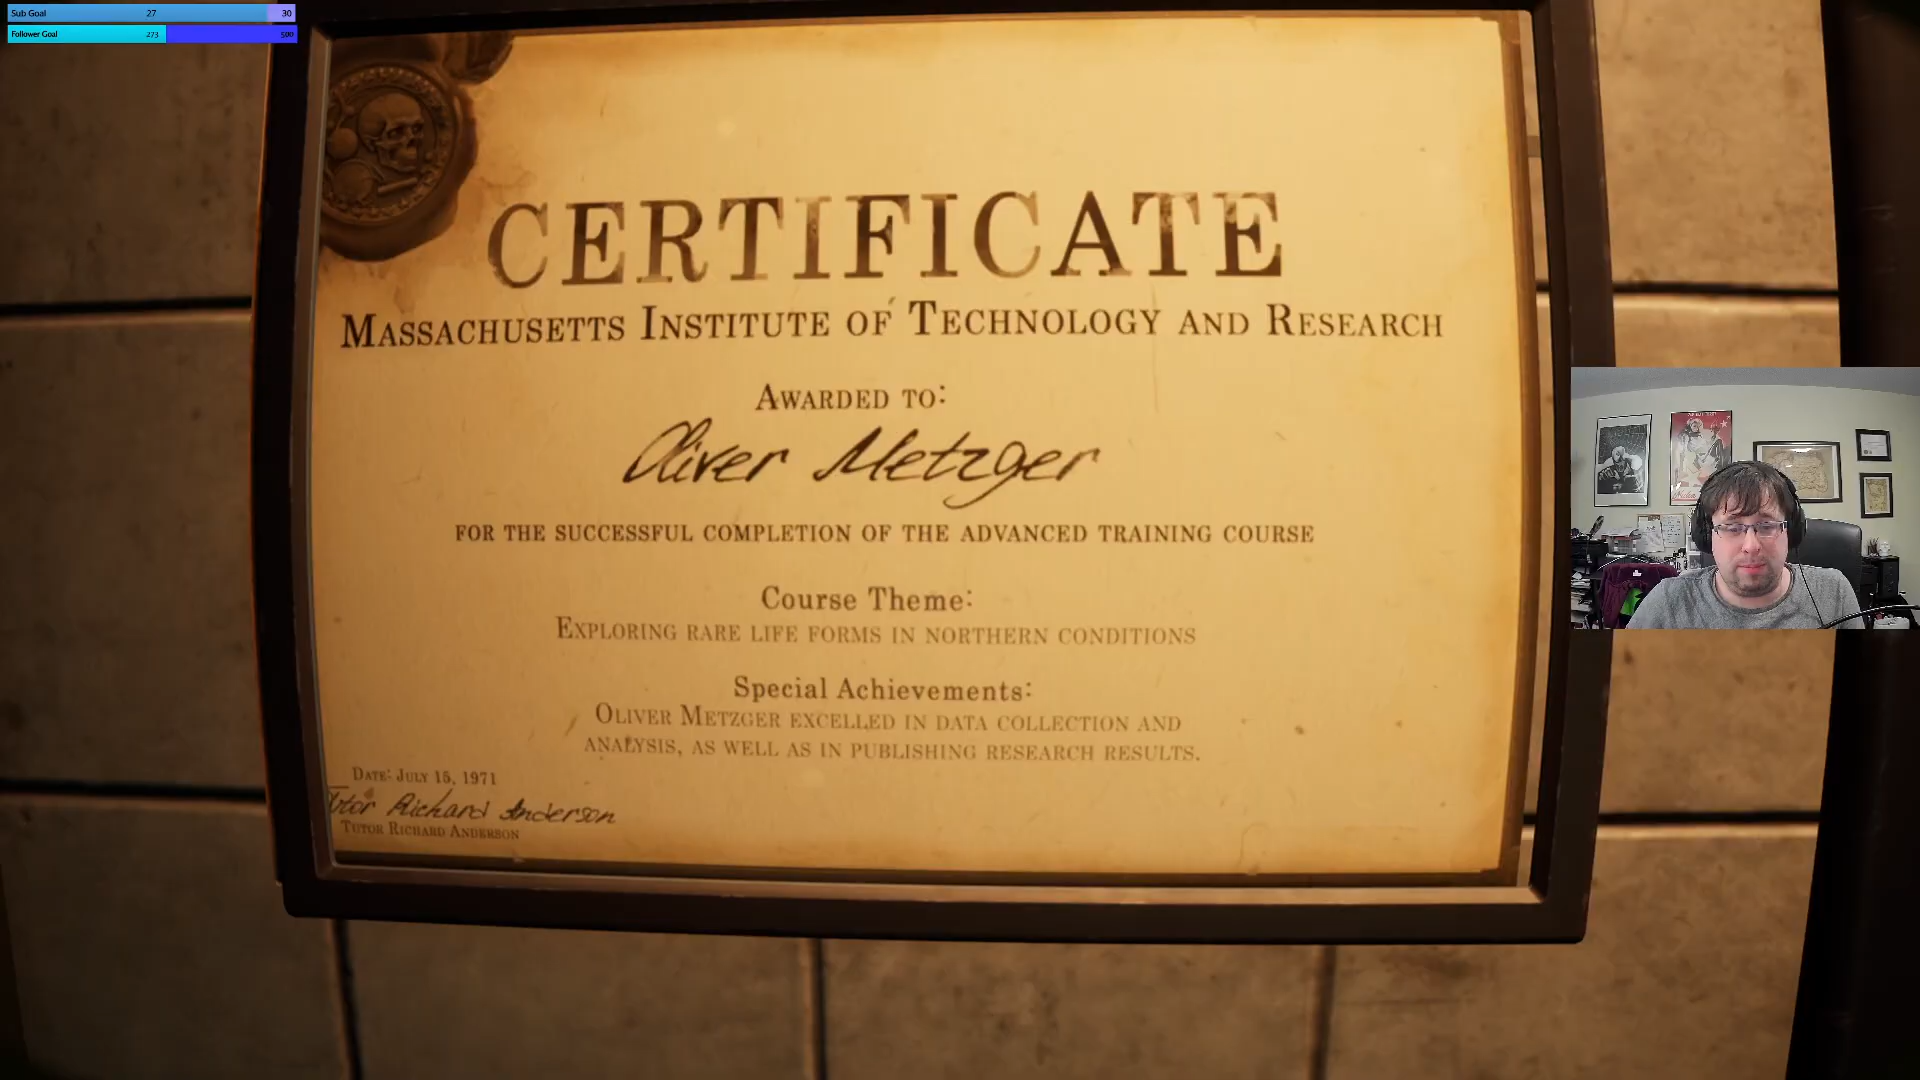 Sub Goal 27 30
Follower Goal 273 500
CERTIFICATE
MASSACHUSETTS INSTITUTE OF TECHNOLOGY AND RESEARCH
AWARDED TO:
Oliver Metzger
FOR THE SUCCESSFUL COMPLETION OF THE ADVANCED TRAINING COURSE
Course Theme:
EXPLORING RARE LIFE FORMS IN NORTHERN CONDITIONS
Special Achievements:
OLIVER METZGER EXCELLED IN DATA COLLECTION AND
ANALYSIS, AS WELL AS IN PUBLISHING RESEARCH RESULTS.
DATE: JULY 15, 1971
Tutor Richard Anderson
TUTOR RICHARD ANDERSON